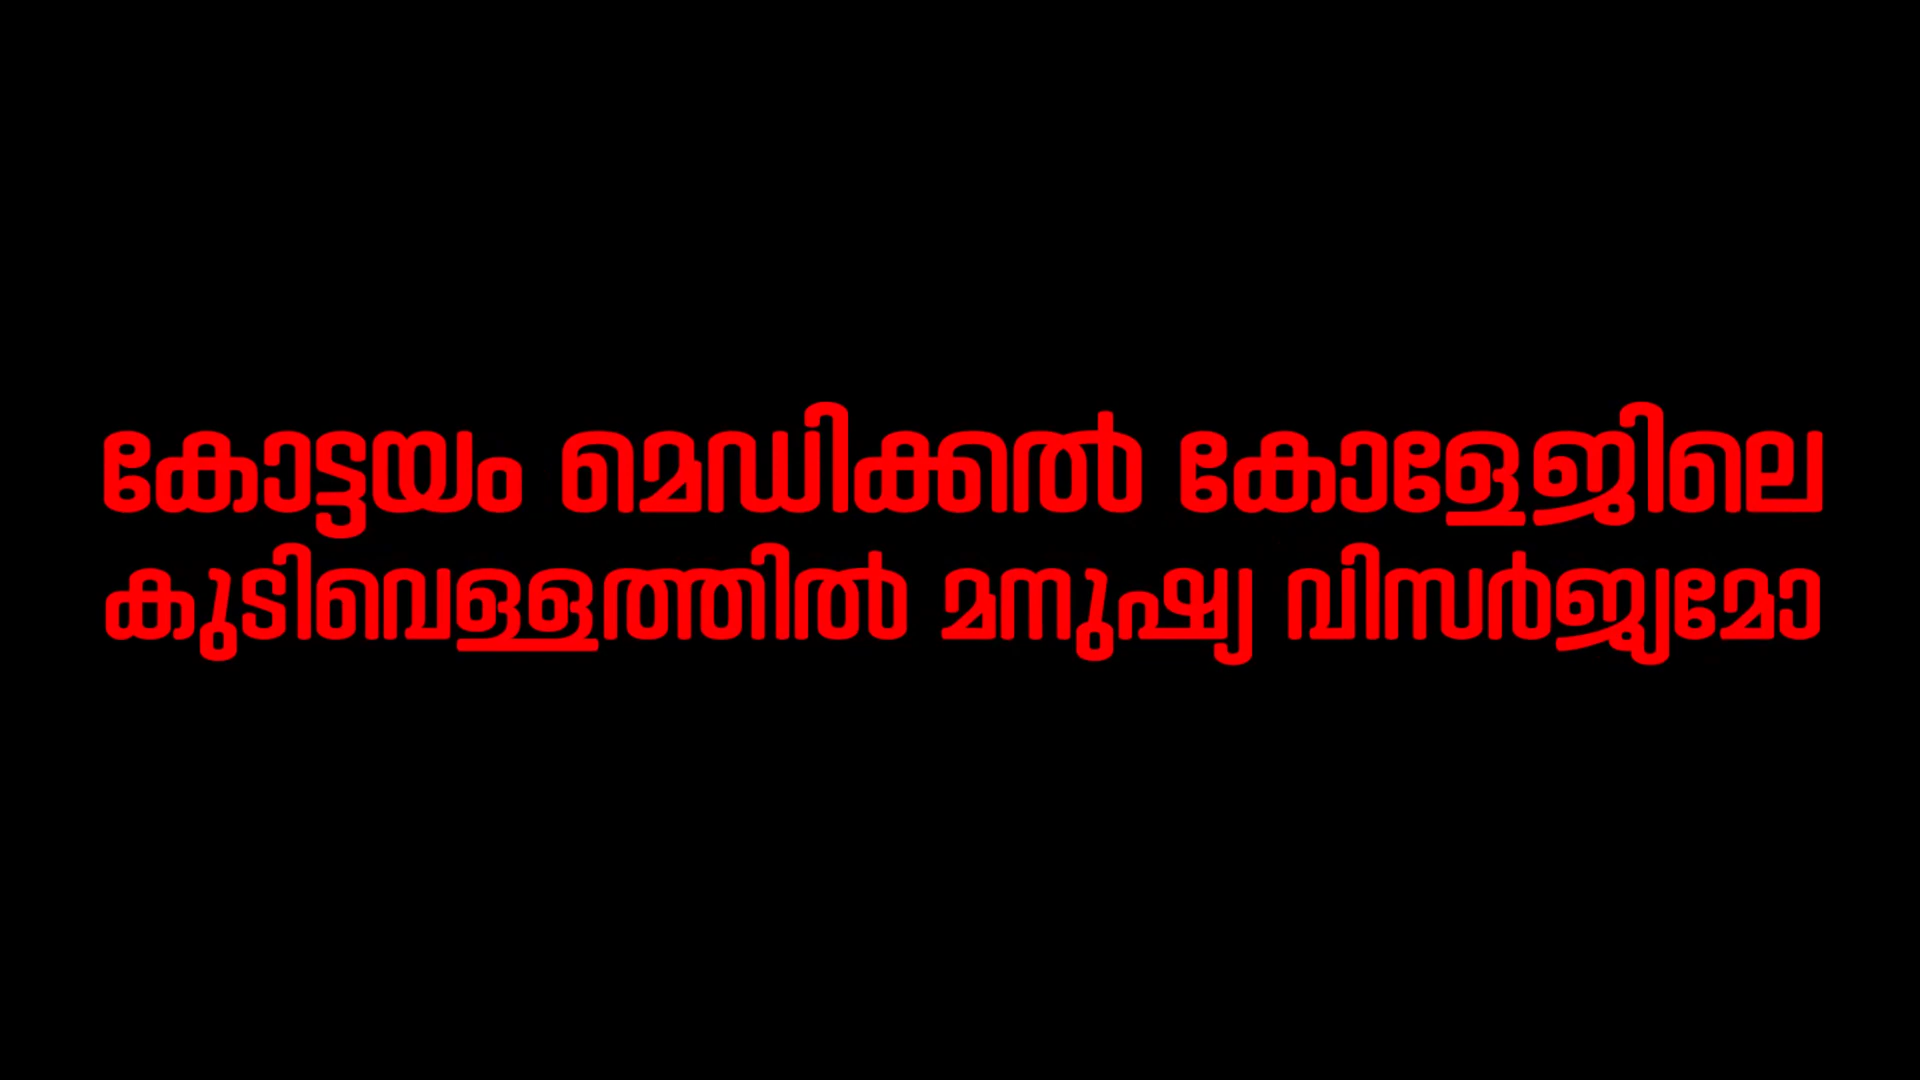 കോട്ടയം മെഡിക്കൽ കോളേജിലെ
കുടിവെള്ളത്തിൽ മനുഷ്യ വിസർജ്യമോ